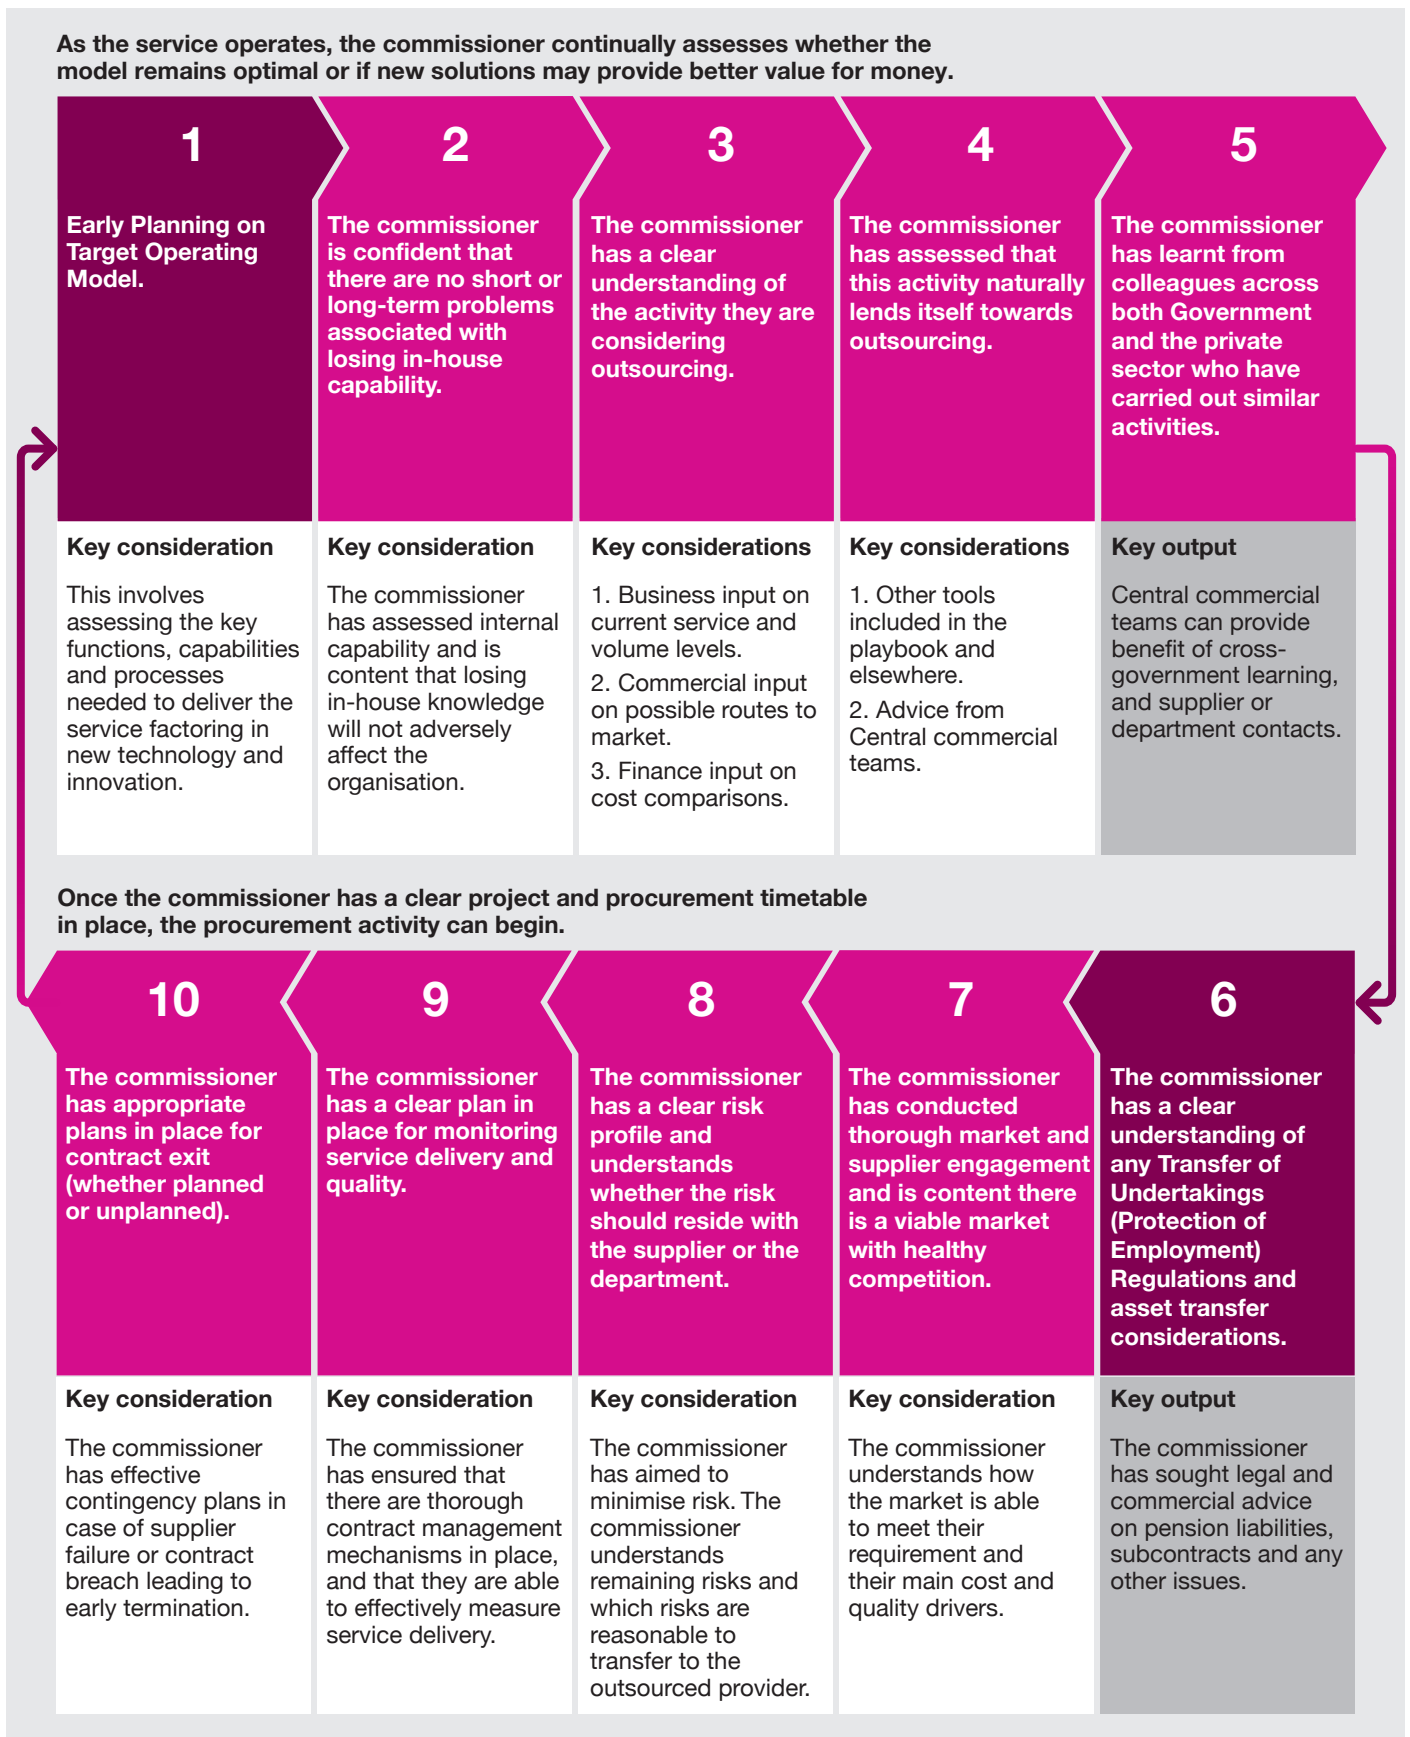 As the service operates, the commissioner continually assesses whether the
model remains optimal or if new solutions may provide better value for money.
1
Early Planning on
Target Operating
Model.
Key consideration
This involves
assessing the key
functions, capabilities
and processes
needed to deliver the
service factoring in
new technology and
innovation.
2
The commissioner
is confident that
there are no short or
long-term problems
associated with
losing in-house
capability.
Key consideration
The commissioner
has assessed internal
capability and is
content that losing
in-house knowledge
will not adversely
affect the
organisation.
3
The commissioner
has a clear
understanding of
the activity they are
considering
outsourcing.
Key considerations
1. Business input on
current service and
volume levels.
2. Commercial input
on possible routes to
market.
3. Finance input on
cost comparisons.
4
The commissioner
has assessed that
this activity naturally
lends itself towards
outsourcing.
Key considerations
1. Other tools
included in the
playbook and
elsewhere.
2. Advice from
Central commercial
teams.
5
The commissioner
has learnt from
colleagues across
both Government
and the private
sector who have
carried out similar
activities.
Key output
Central commercial
teams can provide
benefit of cross-
government learning,
and supplier or
department contacts.
Once the commissioner has a clear project and procurement timetable
in place, the procurement activity can begin.
6
The commissioner
has a clear
understanding of
any Transfer of
Undertakings
(Protection of
Employment)
Regulations and
asset transfer
considerations.
Key output
The commissioner
has sought legal and
commercial advice
on pension liabilities,
subcontracts and any
other issues.
7
The commissioner
has conducted
thorough market and
supplier engagement
and is content there
is a viable market
with healthy
competition.
Key consideration
The commissioner
understands how
the market is able
to meet their
requirement and
their main cost and
quality drivers.
8
The commissioner
has a clear risk
profile and
understands
whether the risk
should reside with
the supplier or the
department.
Key consideration
The commissioner
has aimed to
minimise risk. The
commissioner
understands
remaining risks and
which risks are
reasonable to
transfer to the
outsourced provider.
9
The commissioner
has a clear plan in
place for monitoring
service delivery and
quality.
Key consideration
The commissioner
has ensured that
there are thorough
contract management
mechanisms in place,
and that they are able
to effectively measure
service delivery.
10
The commissioner
has appropriate
plans in place for
contract exit
(whether planned
or unplanned).
Key consideration
The commissioner
has effective
contingency plans in
case of supplier
failure or contract
breach leading to
early termination.